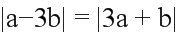 |a–3b| = |3a + b|